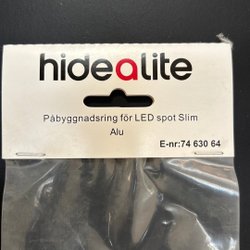 hidealite
Påbyggnadsring för LED spot Slim
Alu
E-nr:74 630 64